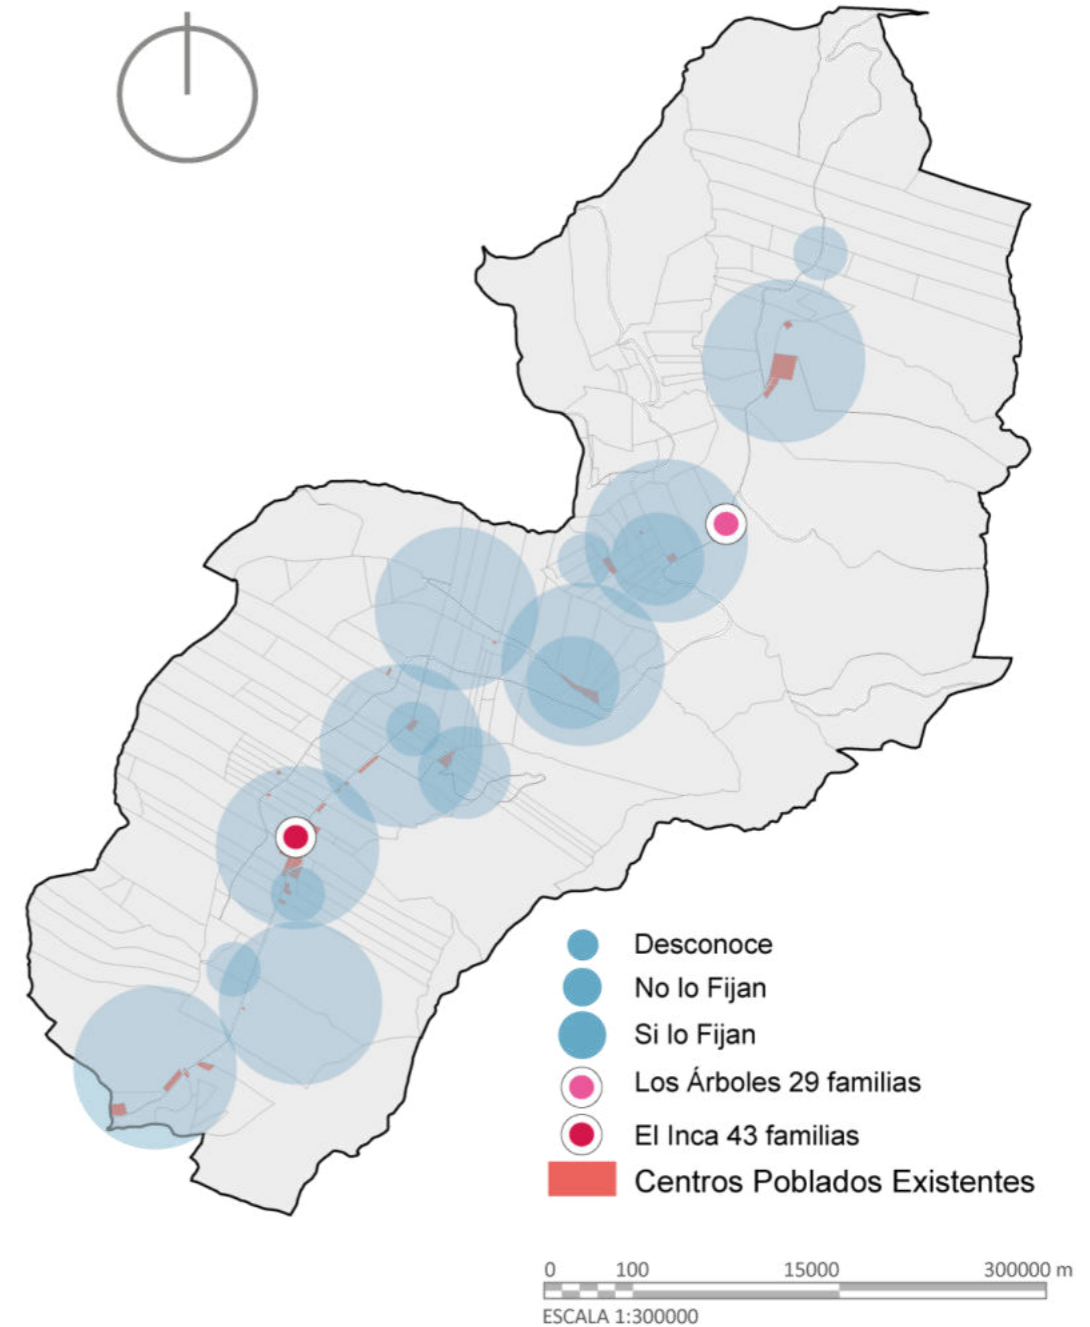 Desconoce
No lo Fijan
Si lo Fijan
Los Árboles 29 familias
El Inca 43 familias
Centros Poblados Existentes
0 100 15000 300000 m
ESCALA 1:300000